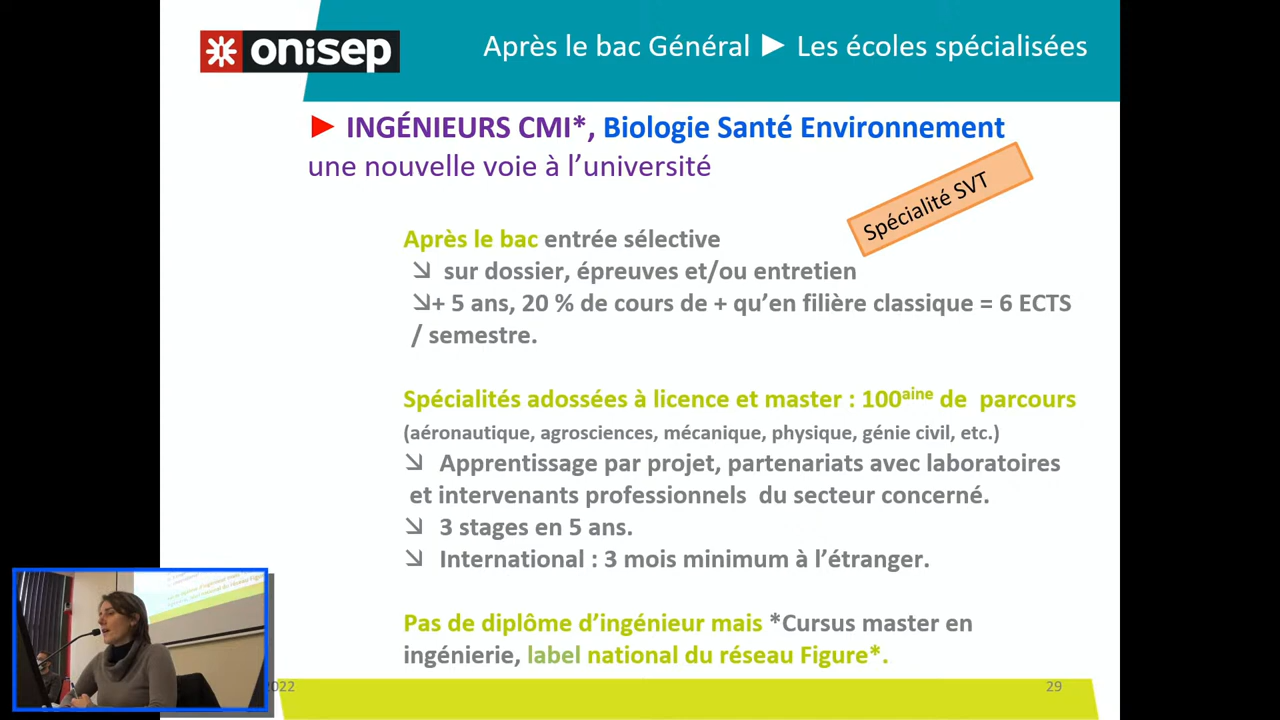 onisep
Après le bac Général ► Les écoles spécialisées
► INGÉNIEURS CMI*, Biologie Santé Environnement
une nouvelle voie à l’université
Spécialité SVT
Après le bac entrée sélective
↘ sur dossier, épreuves et/ou entretien
↘+ 5 ans, 20 % de cours de + qu’en filière classique = 6 ECTS
/ semestre.
Spécialités adossées à licence et master : 100aine de parcours
(aéronautique, agrosciences, mécanique, physique, génie civil, etc.)
↘ Apprentissage par projet, partenariats avec laboratoires
et intervenants professionnels du secteur concerné.
↘ 3 stages en 5 ans.
↘ International : 3 mois minimum à l’étranger.
Pas de diplôme d’ingénieur mais *Cursus master en
ingénierie, label national du réseau Figure*.
2022
29